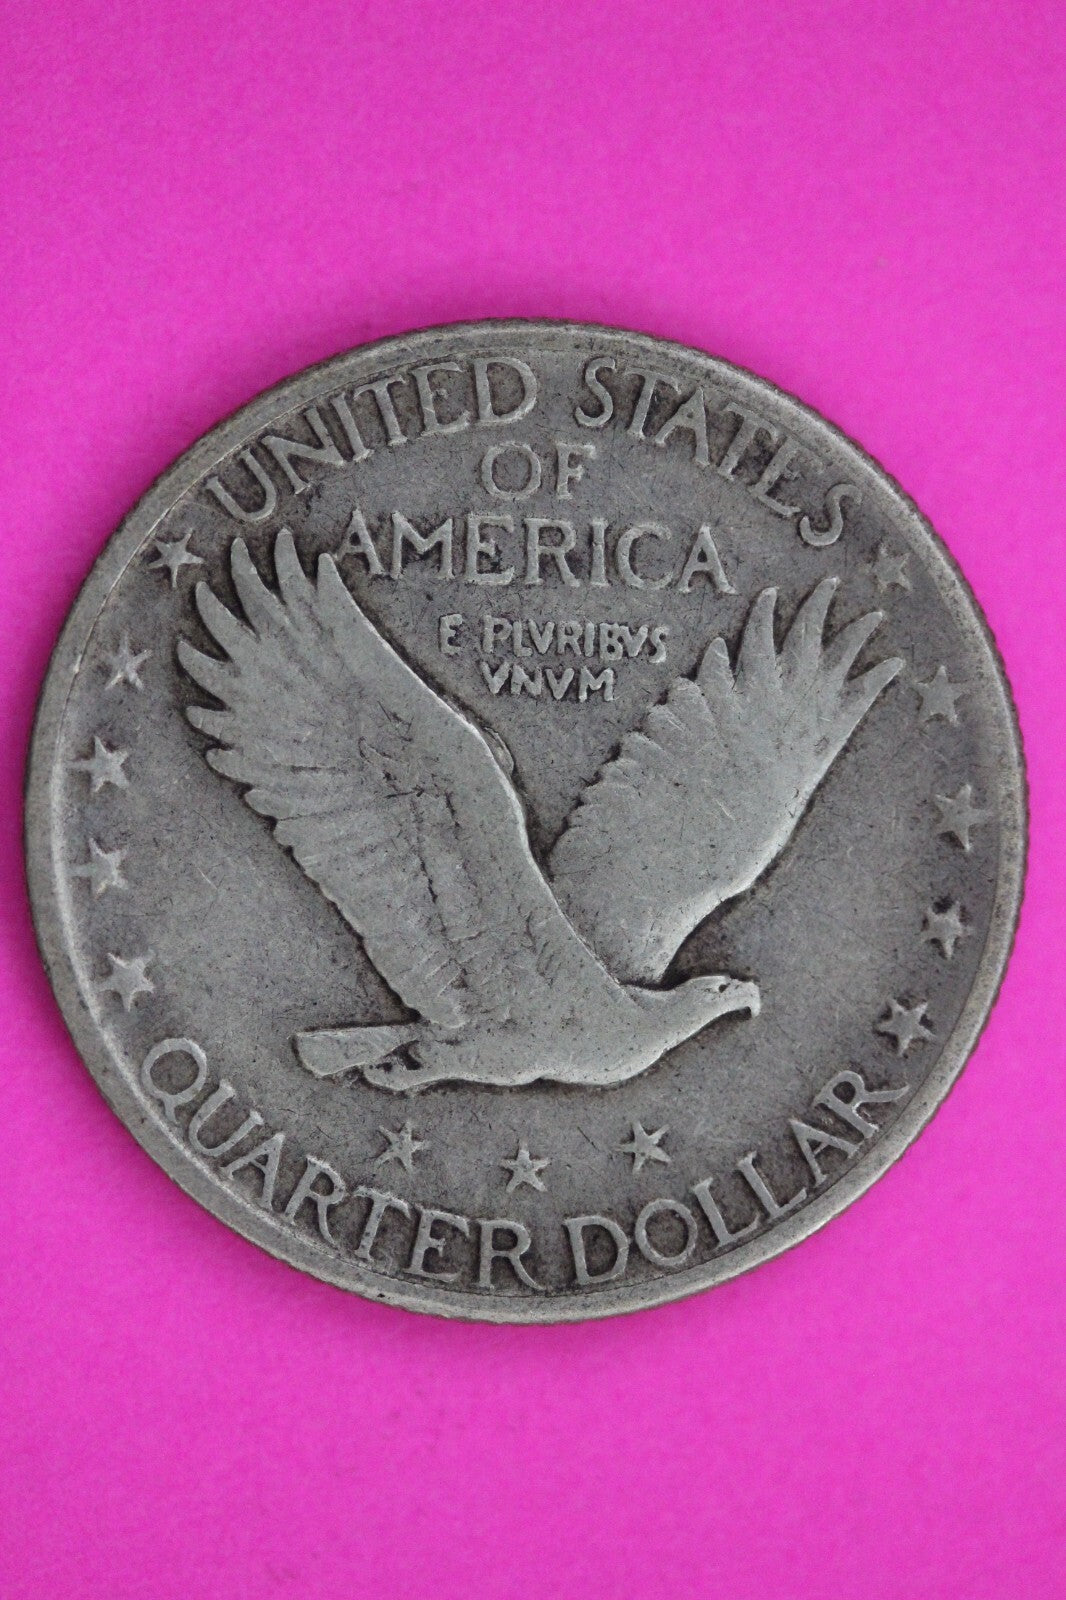 UNITED STATES
OF
AMERICA
E PLVRIBVS
VNVM
QUARTER DOLLAR